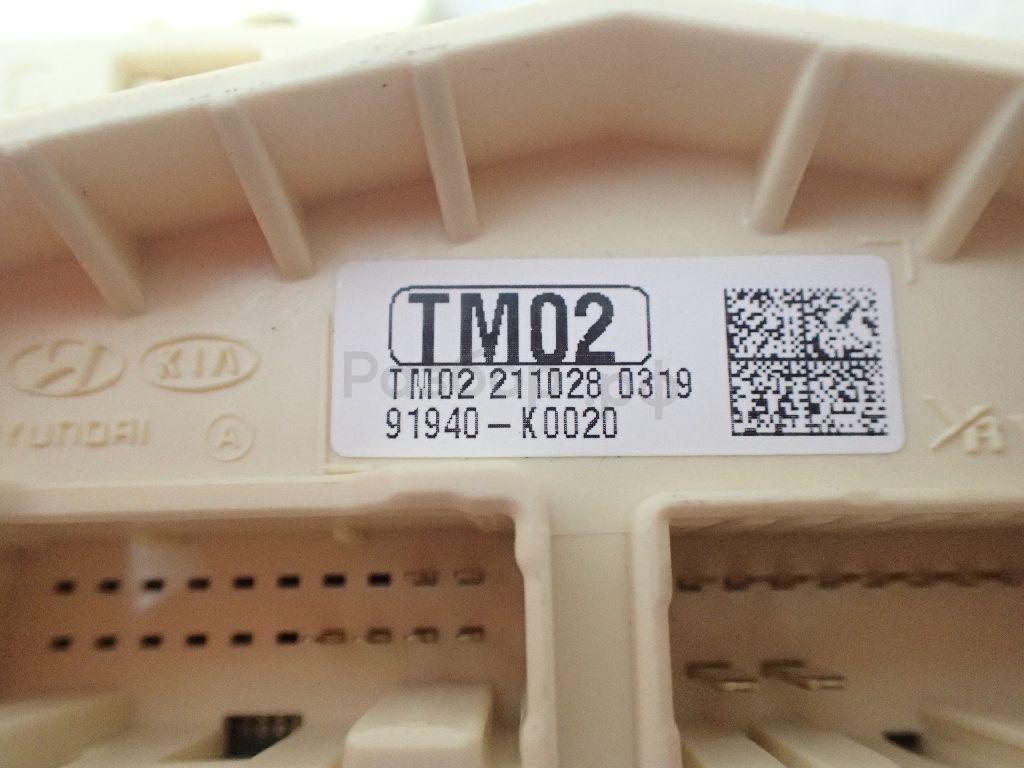 TM02
TM02 211028 0319
91940-K0020
KIA
HYUNDAI
A